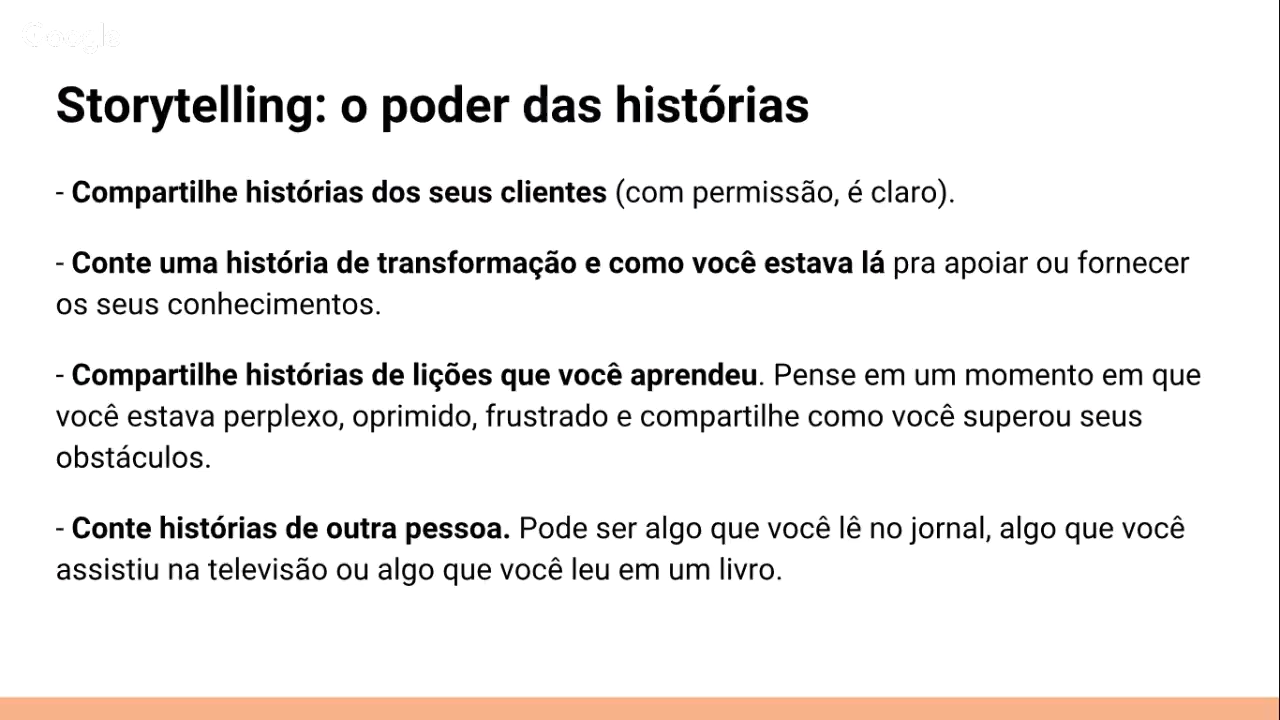 Google
Storytelling: o poder das histórias
- Compartilhe histórias dos seus clientes (com permissão, é claro).
- Conte uma história de transformação e como você estava lá pra apoiar ou fornecer
os seus conhecimentos.
- Compartilhe histórias de lições que você aprendeu. Pense em um momento em que
você estava perplexo, oprimido, frustrado e compartilhe como você superou seus
obstáculos.
- Conte histórias de outra pessoa. Pode ser algo que você lê no jornal, algo que você
assistiu na televisão ou algo que você leu em um livro.